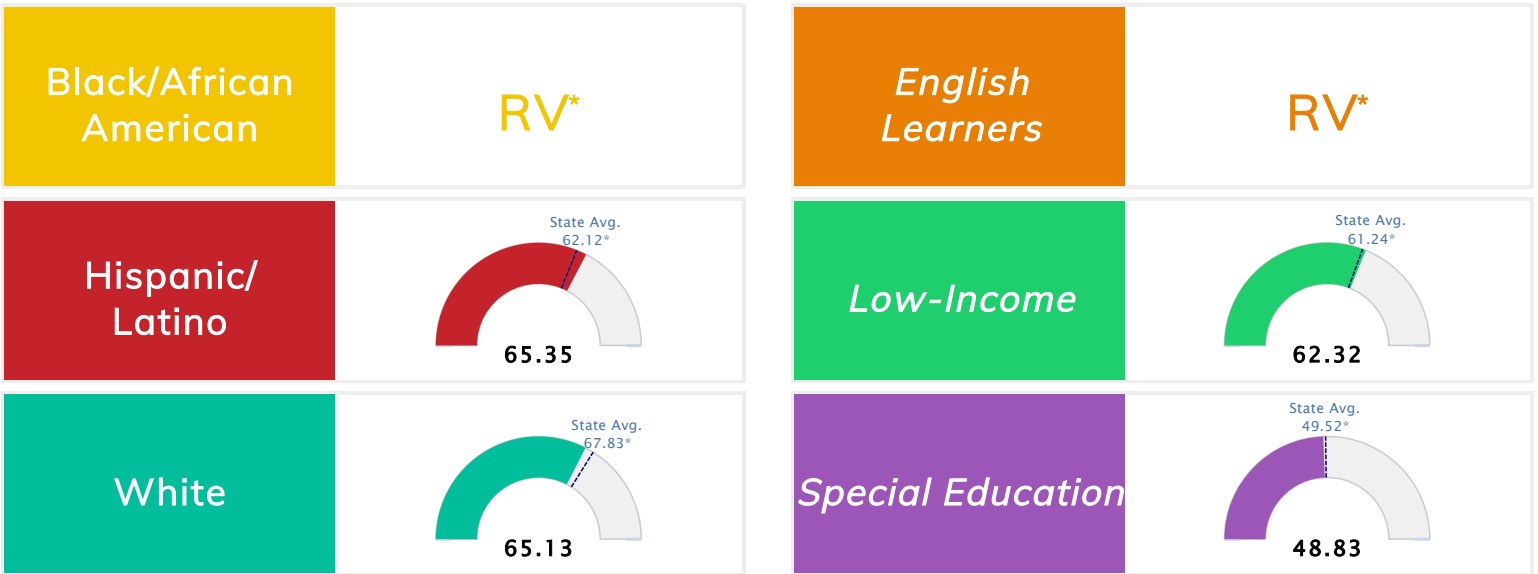 Black/African
American
RV*
English
Learners
RV*
Hispanic/
Latino
State Avg.
62.12*
65.35
Low-Income
State Avg.
61.24*
62.32
White
State Avg.
67.83*
65.13
Special Education
State Avg.
49.52*
48.83